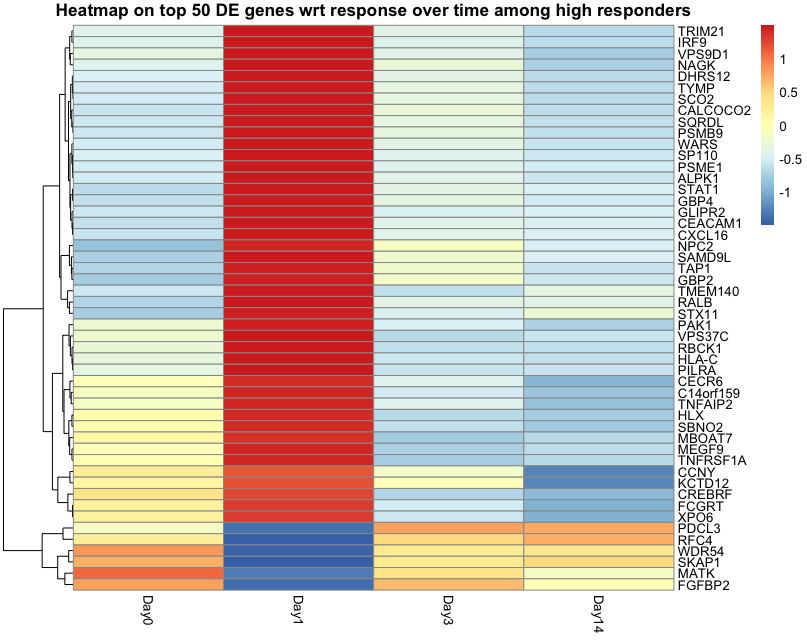 Heatmap on top 50 DE genes wrt response over time among high responders
TRIM21
IRF9
VPS9D1
NAGK
DHRS12
TYMP
SCO2
CALCOCO2
SQRDL
PSMB9
WARS
SP110
PSME1
ALPK1
STAT1
GBP4
GLIPR2
CEACAM1
CXCL16
NPC2
SAMD9L
TAP1
GBP2
TMEM140
RALB
STX11
PAK1
VPS37C
RBCK1
HLA-C
PILRA
CECR6
C14orf159
TNFAIP2
HLX
SBNO2
MBOAT7
MEGF9
TNFRSF1A
CCNY
KCTD12
CREBRF
FCGRT
XPO6
PDCL3
RFC4
WDR54
SKAP1
MATK
FGFBP2
1
0.5
0
-0.5
-1
Day0
Day1
Day3
Day14